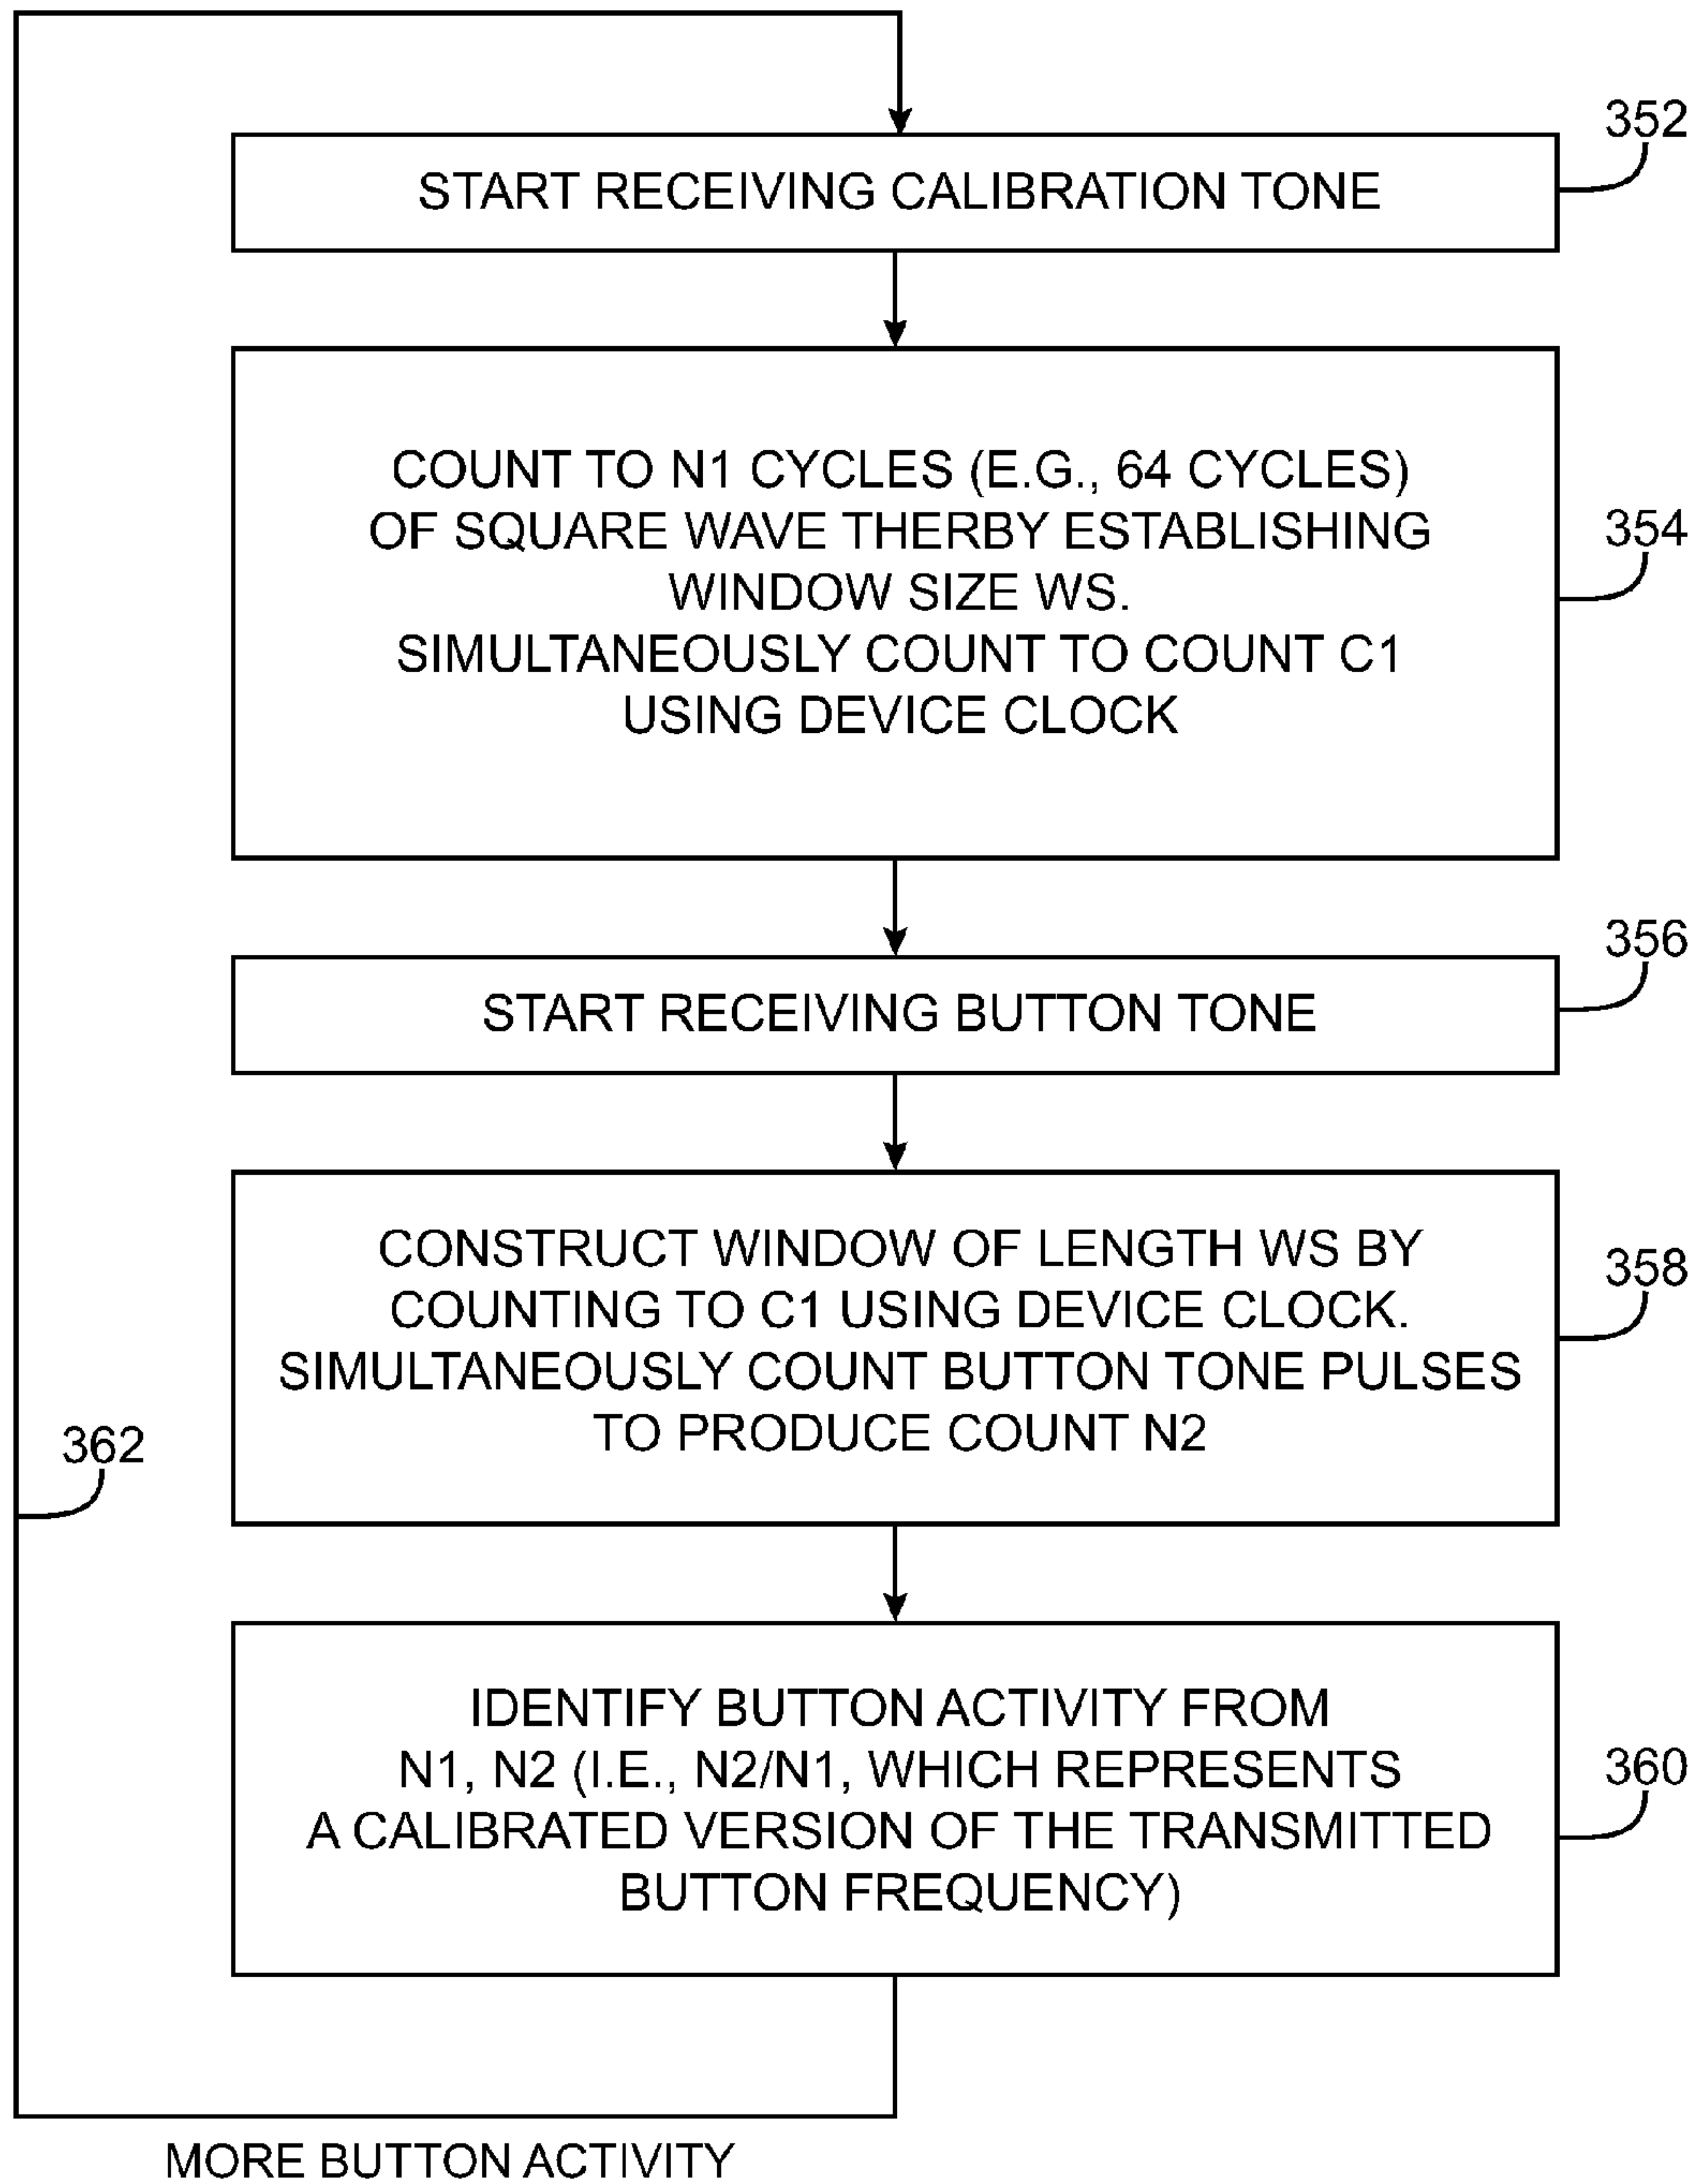 352
START RECEIVING CALIBRATION TONE
COUNT TO N1 CYCLES (E.G., 64 CYCLES)
OF SQUARE WAVE THERBY ESTABLISHING
WINDOW SIZE WS.
SIMULTANEOUSLY COUNT TO COUNT C1
USING DEVICE CLOCK
354
356
START RECEIVING BUTTON TONE
CONSTRUCT WINDOW OF LENGTH WS BY
COUNTING TO C1 USING DEVICE CLOCK.
SIMULTANEOUSLY COUNT BUTTON TONE PULSES
TO PRODUCE COUNT N2
358
362
IDENTIFY BUTTON ACTIVITY FROM
N1, N2 (I.E., N2/N1, WHICH REPRESENTS
A CALIBRATED VERSION OF THE TRANSMITTED
BUTTON FREQUENCY)
360
MORE BUTTON ACTIVITY